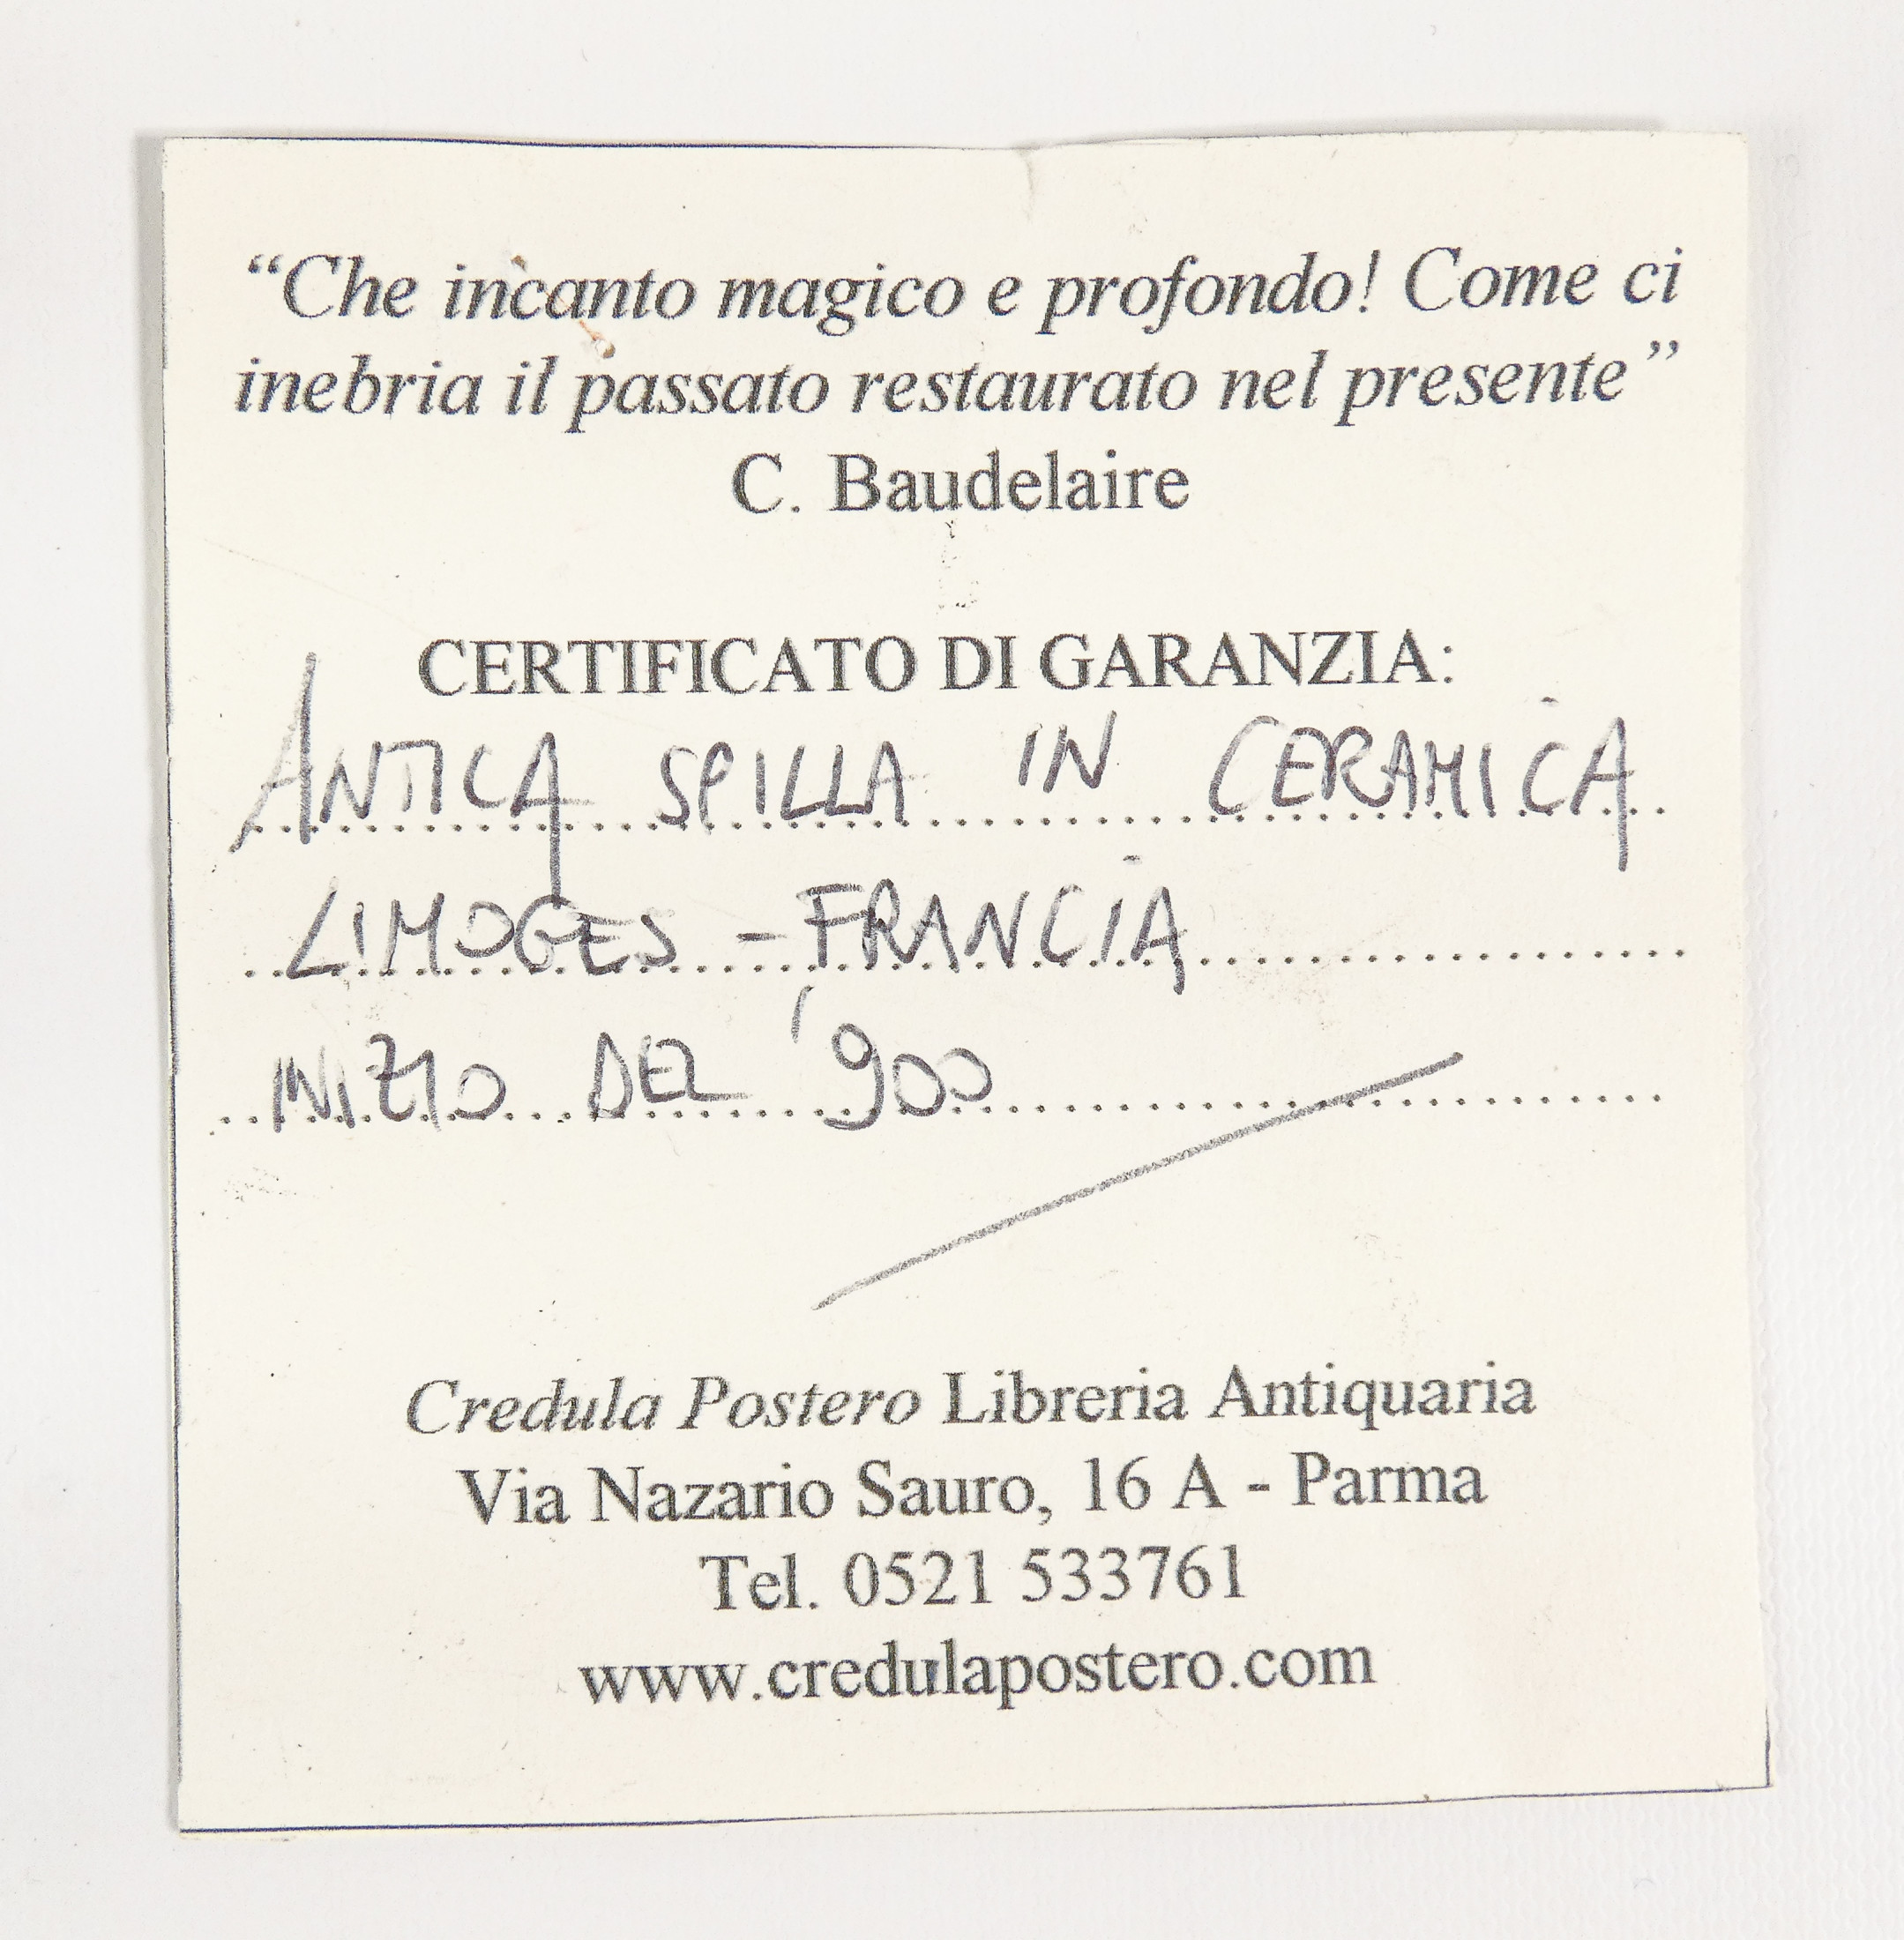 “Che incanto magico e profondo! Come ci
inebria il passato restaurato nel presente”
C. Baudelaire
CERTIFICATO DI GARANZIA:
ANTICA SPILLA IN CERAMICA
LIMOGES - FRANCIA
INIZIO DEL '900
Credula Postero Libreria Antiquaria
Via Nazario Sauro, 16 A - Parma
Tel. 0521 533761
www.credulapostero.com